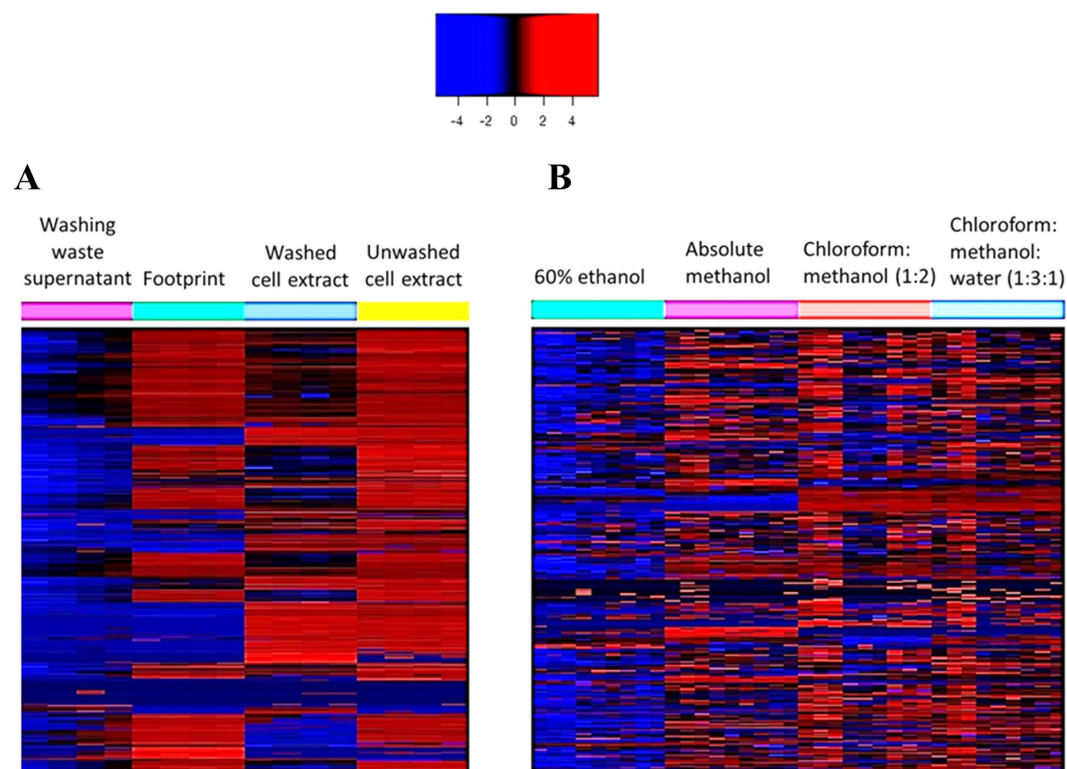 -4 -2 0 2 4
A
B
Washing
waste
supernatant
Footprint
Washed
cell extract
Unwashed
cell extract
60% ethanol
Absolute
methanol
Chloroform:
methanol (1:2)
Chloroform:
methanol:
water (1:3:1)